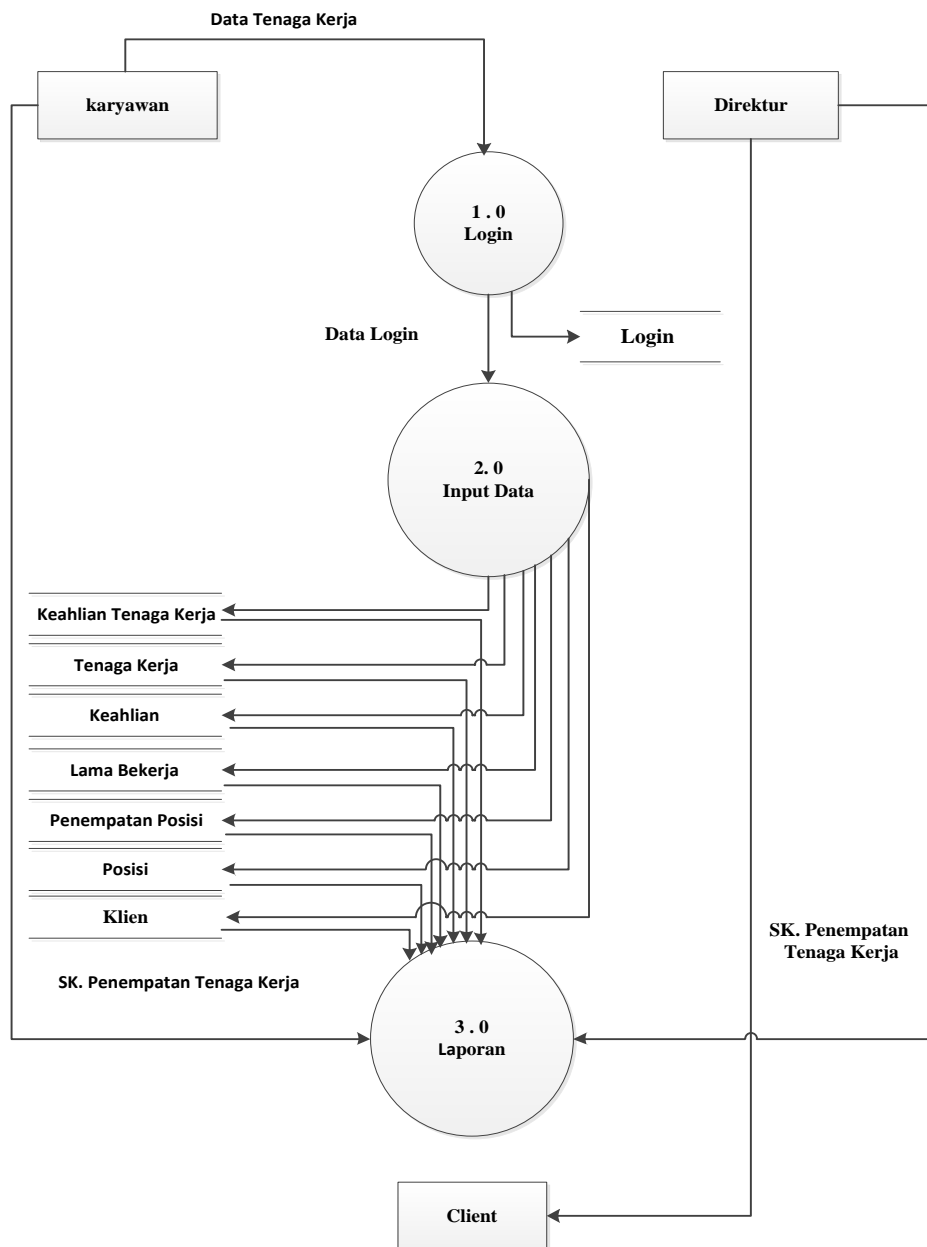 Data Tenaga Kerja
karyawan
Direktur
1 . 0
Login
Data Login
Login
2. 0
Input Data
Keahlian Tenaga Kerja
Tenaga Kerja
Keahlian
Lama Bekerja
Penempatan Posisi
Posisi
Klien
SK. Penempatan
Tenaga Kerja
SK. Penempatan Tenaga Kerja
3 . 0
Laporan
Client